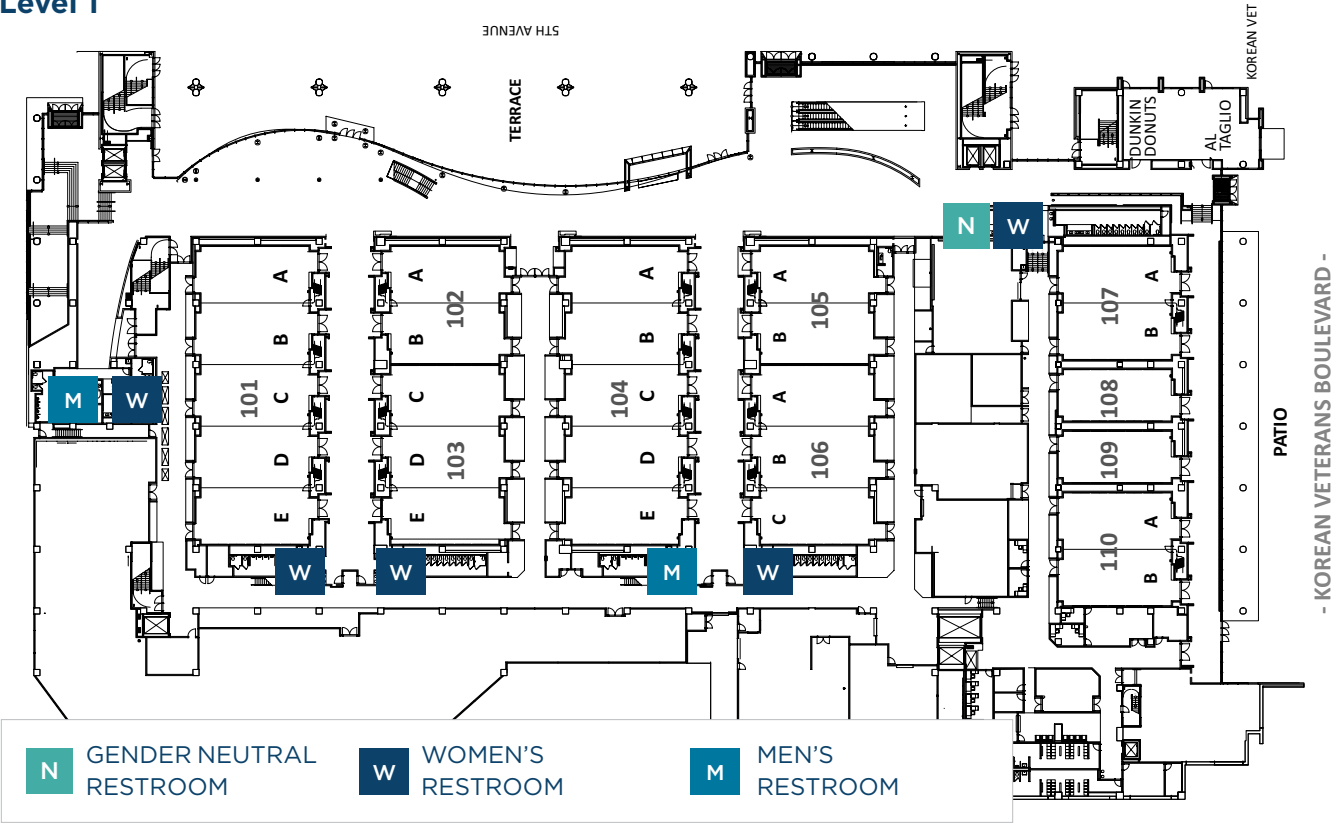 Level 1
5TH AVENUE
TERRACE
KOREAN VET
DUNKIN
DONUTS
AL
TAGLIO
N
W
A
B
C
D
E
101
A
B
102
C
D
E
103
A
B
C
D
E
104
A
B
105
A
B
C
106
A
B
107
108
109
A
B
110
M
W
W
W
M
W
PATIO
- KOREAN VETERANS BOULEVARD -
N
GENDER NEUTRAL
RESTROOM
W
WOMEN'S
RESTROOM
M
MEN'S
RESTROOM